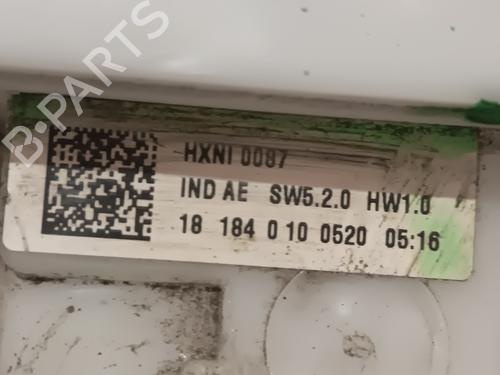 B-PARTS
HXNI 0087
IND AE SW5.2.0 HW1.0
18 184 0 10 0520 05:16